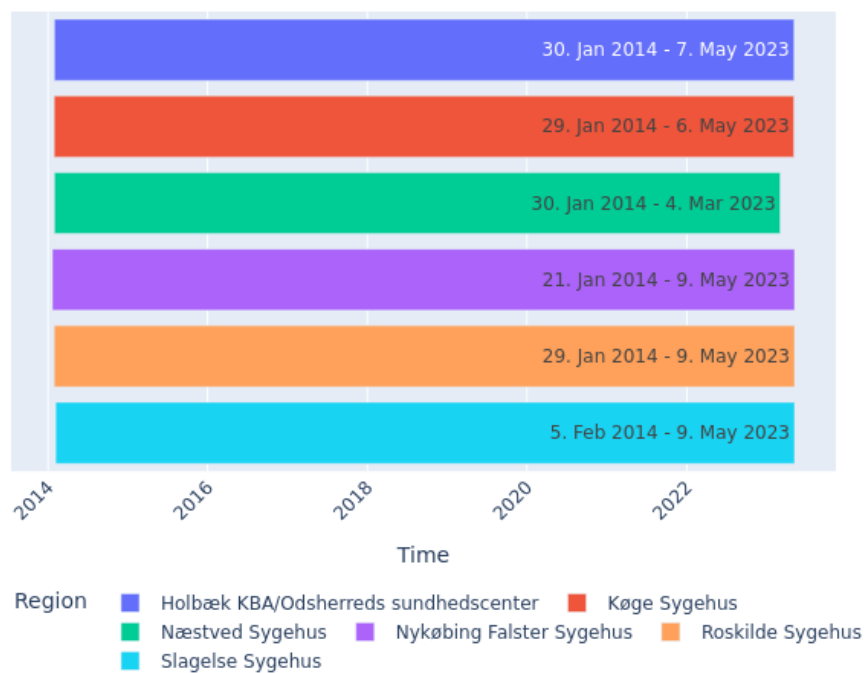 30. Jan 2014 - 7. May 2023
29. Jan 2014 - 6. May 2023
30. Jan 2014 - 4. Mar 2023
21. Jan 2014 - 9. May 2023
29. Jan 2014 - 9. May 2023
5. Feb 2014 - 9. May 2023
2014 2016 2018 2020 2022
Time
Region Holbæk KBA/Odsherreds sundhedscenter Køge Sygehus
Næstved Sygehus Nykøbing Falster Sygehus Roskilde Sygehus
Slagelse Sygehus